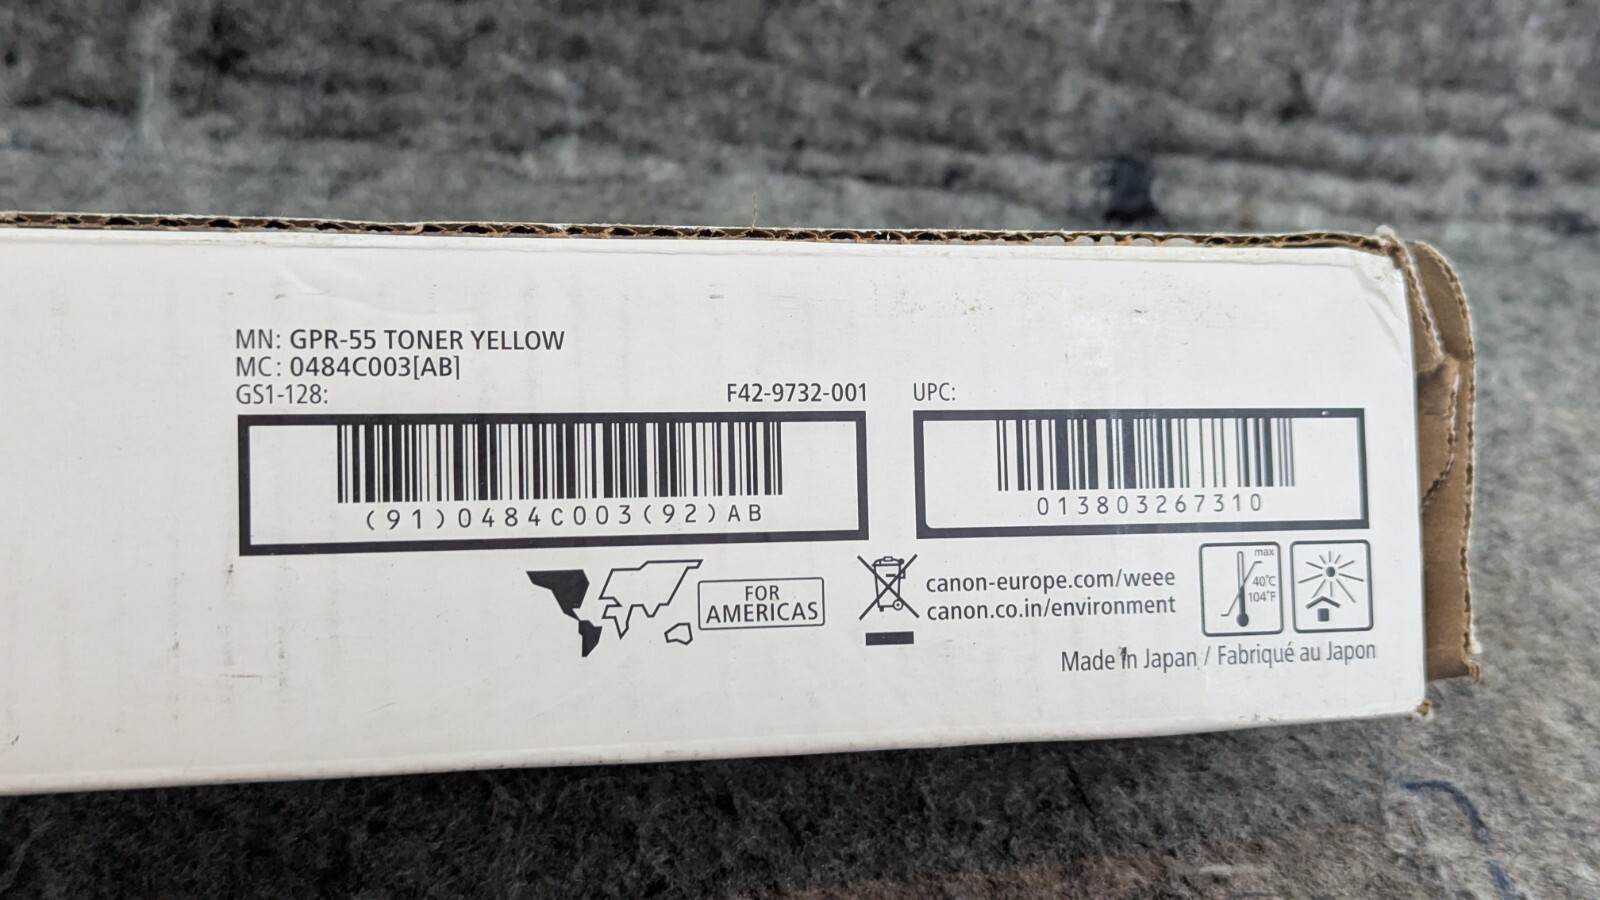 MN: GPR-55 TONER YELLOW
MC: 0484C003[AB]
GS1-128:
F42-9732-001
(91)0484C003(92)AB
UPC:
013803267310
FOR
AMERICAS
canon-europe.com/weee
canon.co.in/environment
max
40°C
104°F
Made in Japan / Fabriqué au Japon